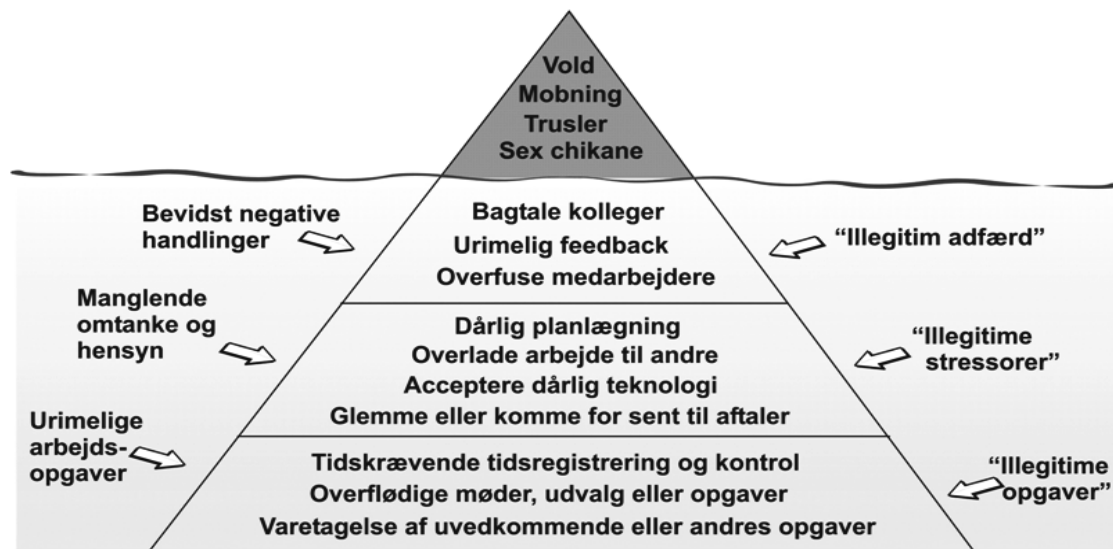 Vold
Mobning
Trusler
Sex chikane
Bevidst negative
handlinger
Bagtale kolleger
Urimelig feedback
Overfuse medarbejdere
“Illegitim adfærd”
Manglende
omtanke og
hensyn
Dårlig planlægning
Overlade arbejde til andre
Acceptere dårlig teknologi
Glemme eller komme for sent til aftaler
“Illegitime
stressorer”
Urimelige
arbejds-
opgaver
Tidskrævende tidsregistrering og kontrol
Overflødige møder, udvalg eller opgaver
Varetagelse af uvedkommende eller andres opgaver
“Illegitime
opgaver”